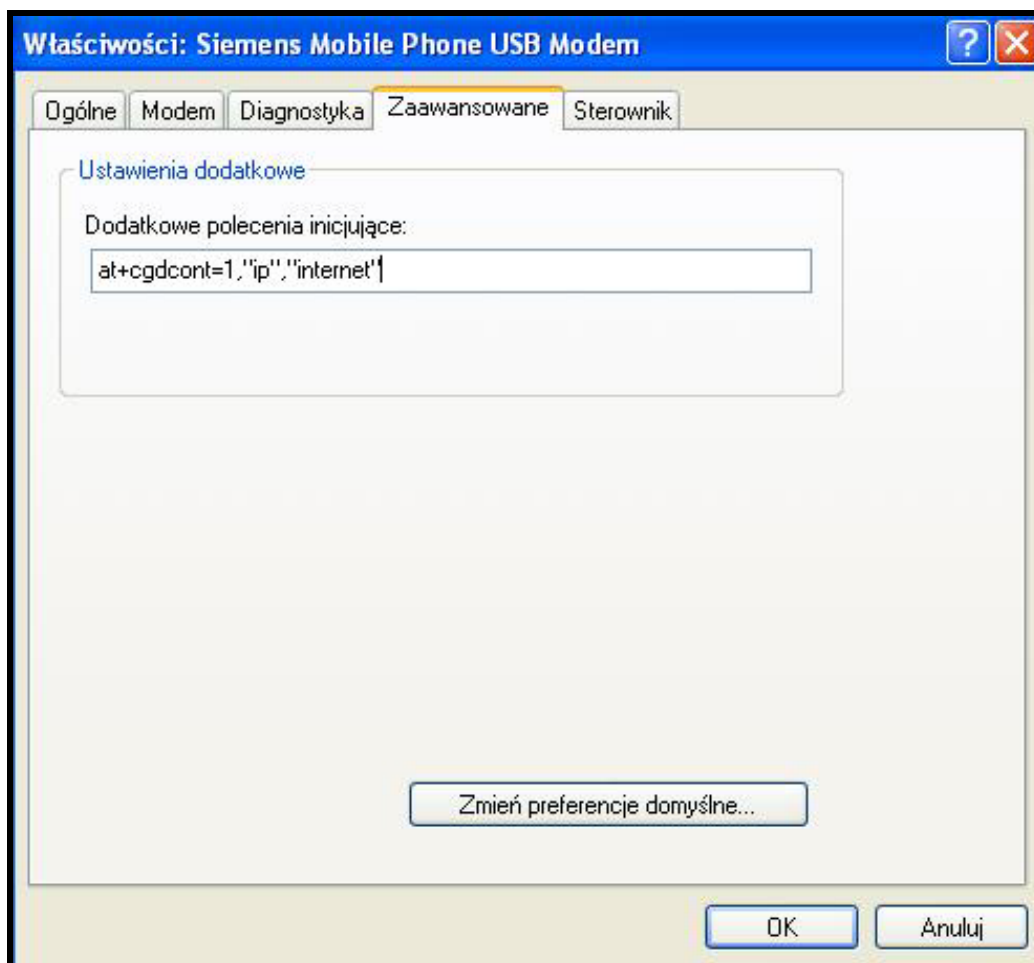 Właściwości: Siemens Mobile Phone USB Modem
Ogólne Modem Diagnostyka Zaawansowane Sterownik
Ustawienia dodatkowe
Dodatkowe polecenia inicjujące:
at+cgdcont=1,"ip","internet"
Zmień preferencje domyślne...
OK Anuluj